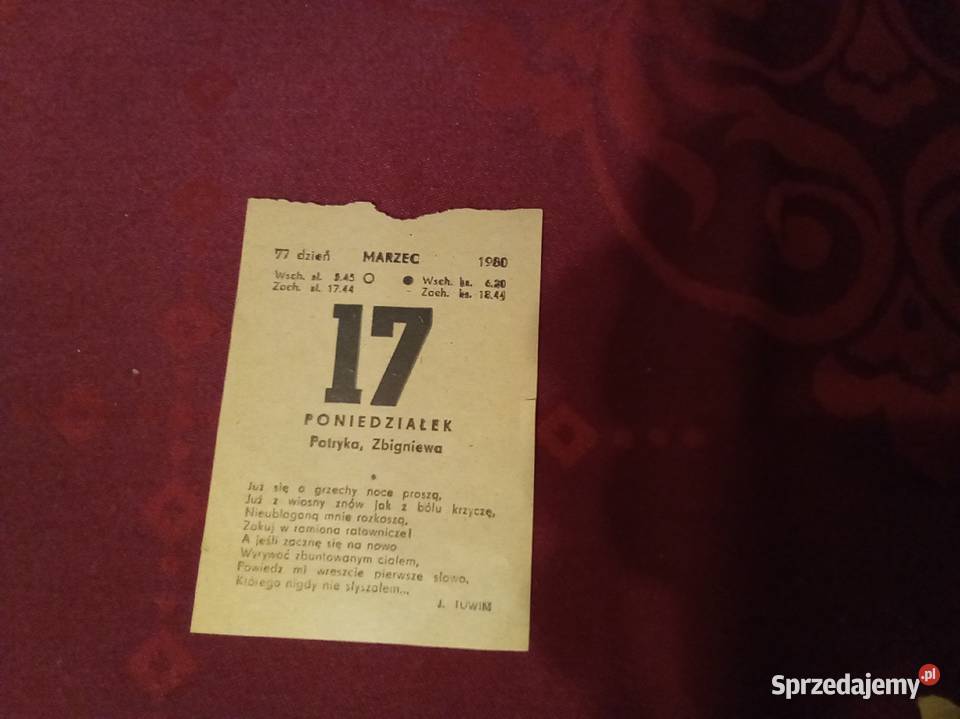 77 dzień MARZEC 1980
Wsch. sł. 5.45 Wsch. ks. 6.20
Zach. sł. 17.44 Zach. ks. 18.44
17
PONIEDZIAŁEK
Patryka, Zbigniewa
Już się o grzechy noce proszą,
Już z wiosny znów jak z bólu krzyczę,
Nieubłaganą mnie rozkoszą,
Zakuj w ramiona ratownicze!
A jeśli zacznę się na nowo
Wyrywać zbuntowanym ciałem,
Powiedz mi wreszcie pierwsze słowo,
Którego nigdy nie słyszałem...
J. TUWIM
Sprzedajemy.pl